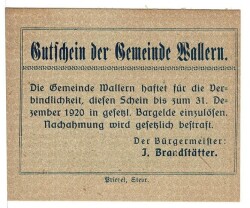 Gutschein der Gemeinde Wallern.
Die Gemeinde Wallern haftet für die Ver-
bindlichkeit, diesen Schein bis zum 31. De-
zember 1920 in gesetzl. Bargelde einzulösen.
Nachahmung wird gesetzlich bestraft.
Der Bürgermeister:
J. Brandstätter.
Prietzel, Steyr.